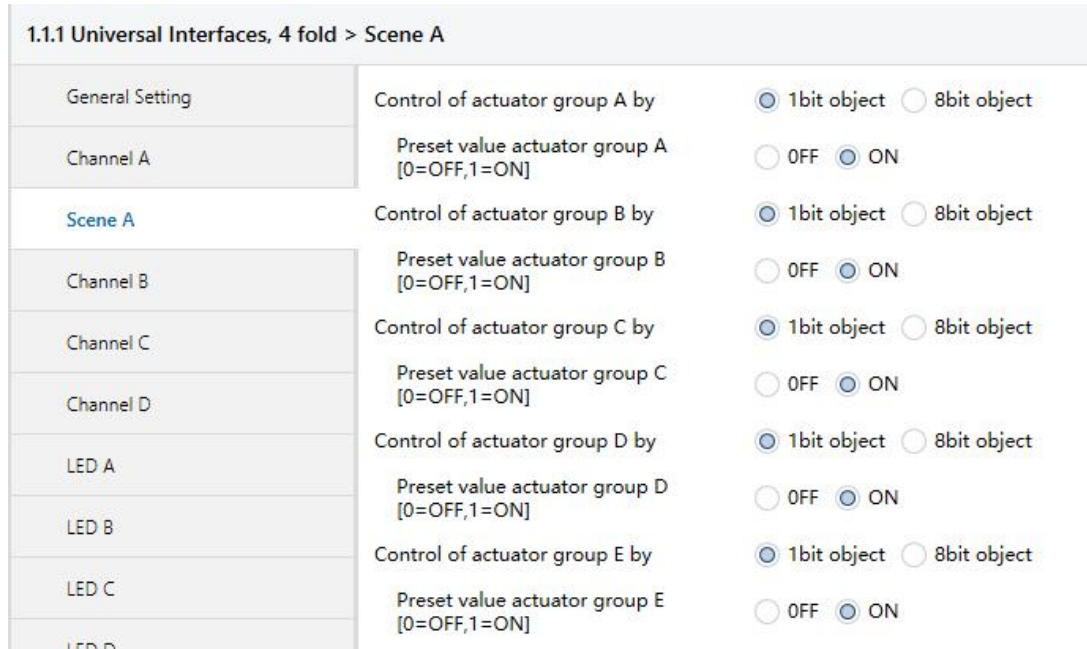 1.1.1 Universal Interfaces, 4 fold > Scene A
General Setting
Channel A
Scene A
Channel B
Channel C
Channel D
LED A
LED B
LED C
Control of actuator group A by 1bit object 8bit object
Preset value actuator group A
[0=OFF,1=ON] OFF ON
Control of actuator group B by 1bit object 8bit object
Preset value actuator group B
[0=OFF,1=ON] OFF ON
Control of actuator group C by 1bit object 8bit object
Preset value actuator group C
[0=OFF,1=ON] OFF ON
Control of actuator group D by 1bit object 8bit object
Preset value actuator group D
[0=OFF,1=ON] OFF ON
Control of actuator group E by 1bit object 8bit object
Preset value actuator group E
[0=OFF,1=ON] OFF ON